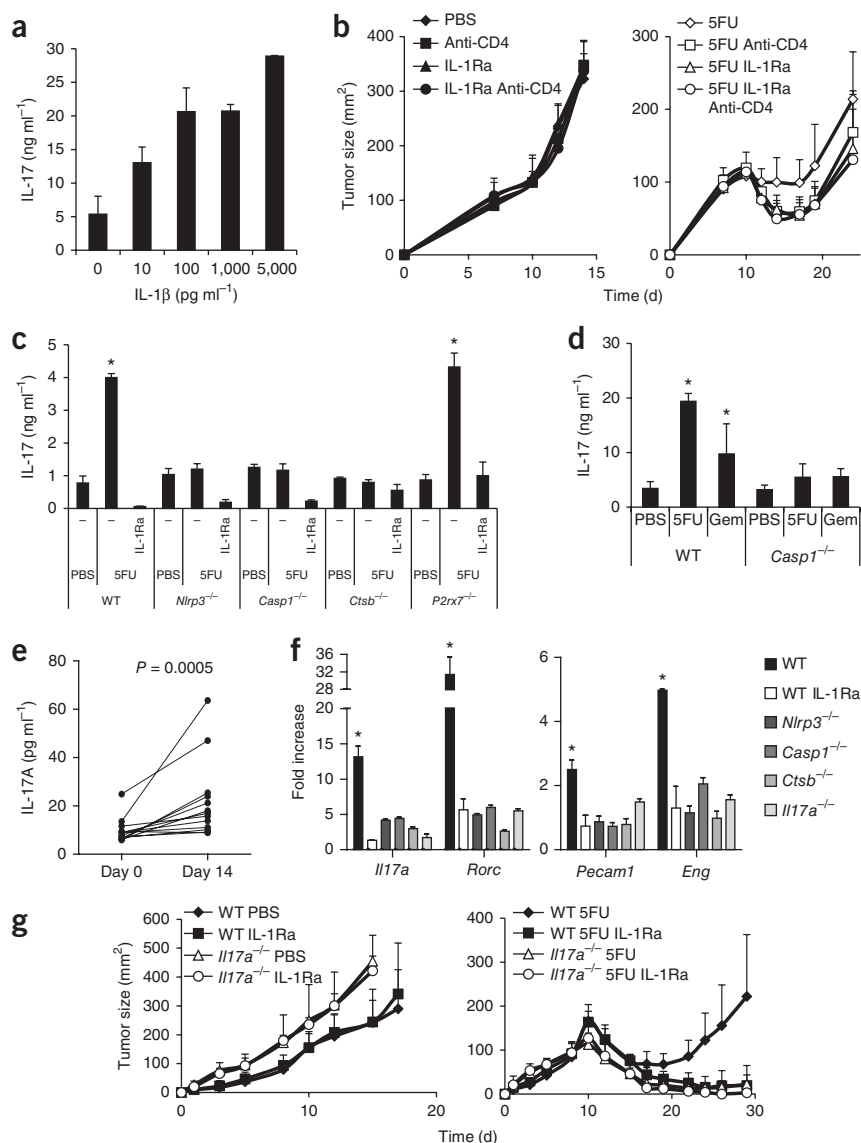 a
30
25
20
15
10
5
0
IL-17 (ng ml⁻¹)
0 10 100 1,000 5,000
IL-1β (pg ml⁻¹)
b
PBS
Anti-CD4
IL-1Ra
IL-1Ra Anti-CD4
400
300
200
100
0
Tumor size (mm²)
0 5 10 15
5FU
5FU Anti-CD4
5FU IL-1Ra
5FU IL-1Ra
Anti-CD4
300
200
100
0
0 10 20
Time (d)
c
5
4
3
2
1
0
IL-17 (ng ml⁻¹)
* *
– – IL-1Ra – – IL-1Ra – – IL-1Ra – – IL-1Ra – – IL-1Ra
PBS 5FU PBS 5FU PBS 5FU PBS 5FU PBS 5FU
WT Nlrp3⁻/⁻ Casp1⁻/⁻ Ctsb⁻/⁻ P2rx7⁻/⁻
d
30
20
10
0
IL-17 (ng ml⁻¹)
* *
PBS 5FU Gem PBS 5FU Gem
WT Casp1⁻/⁻
e
80
60
40
20
0
IL-17A (pg ml⁻¹)
P = 0.0005
Day 0 Day 14
f
36
32
28
20
15
10
5
0
Fold increase
* *
Il17a Rorc
6
4
2
0
* *
Pecam1 Eng
WT
WT IL-1Ra
Nlrp3⁻/⁻
Casp1⁻/⁻
Ctsb⁻/⁻
Il17a⁻/⁻
g
WT PBS
WT IL-1Ra
Il17a⁻/⁻ PBS
Il17a⁻/⁻ IL-1Ra
600
500
400
300
200
100
0
Tumor size (mm²)
0 10 20
WT 5FU
WT 5FU IL-1Ra
Il17a⁻/⁻ 5FU
Il17a⁻/⁻ 5FU IL-1Ra
400
300
200
100
0
0 10 20 30
Time (d)